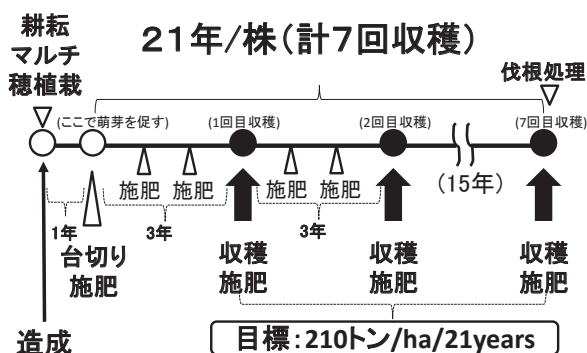 耕耘
マルチ
穂植栽
21年/株(計7回収穫)
伐根処理
(ここで萌芽を促す)
(1回目収穫)
(2回目収穫)
(7回目収穫)
施肥
施肥
施肥
施肥
(15年)
1年
3年
3年
台切り
施肥
収穫
施肥
収穫
施肥
収穫
施肥
造成
目標:210トン/ha/21years